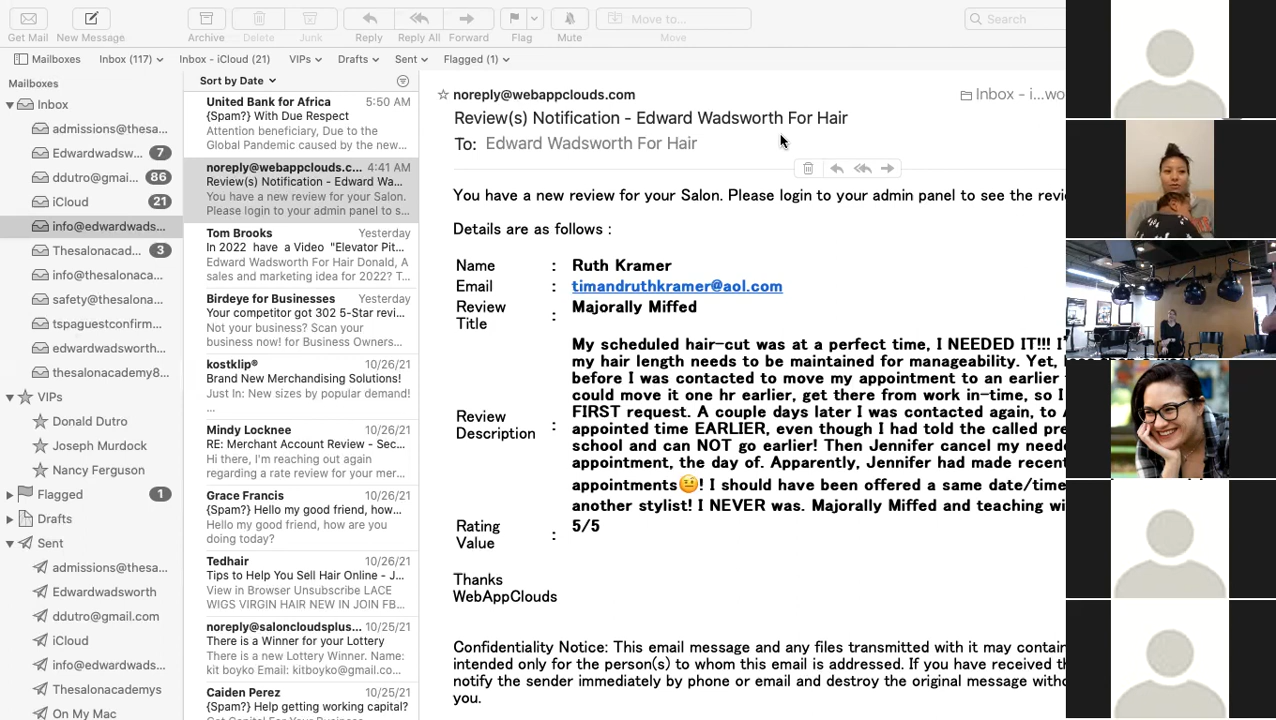 Get Mail
New Message
Archive
Delete
Junk
Reply
Reply All
Forward
Flag
Mute
Move to...
Move
Search
Mailboxes
Inbox (117)
Inbox - iCloud (21)
VIPs
Drafts
Sent
Flagged (1)
Mailboxes
Inbox
admissions@thesa...
Edwardwadsw... 7
ddutro@gmai... 86
iCloud 21
info@edwardwads...
Thesalonacad... 3
info@thesalonaca...
safety@thesalona...
tspaguestconfirm...
edwardwadsworth...
thesalonacademy8...
VIPs
Donald Dutro
Joseph Murdock
Nancy Ferguson
Flagged 1
Drafts
Sent
admissions@thesa...
Edwardwadsworth
ddutro@gmail.com
iCloud
info@edwardwads...
Thesalonacademys
On My Mac
Sort by Date
United Bank for Africa 5:50 AM
{Spam?} With Due Respect
Attention beneficiary, Due to the
Global Pandemic caused by the new...
noreply@webappclouds.c... 4:41 AM
Review(s) Notification - Edward Wa...
You have a new review for your Salon.
Please login to your admin panel to s...
Tom Brooks Yesterday
In 2022 have a Video "Elevator Pit...
Edward Wadsworth For Hair Donald, A
sales and marketing idea for 2022? T...
Birdeye for Businesses Yesterday
Your competitor got 302 5-Star revi...
Not your business? Scan your
business now! for Business Owners...
kostklip® 10/26/21
Brand New Merchandising Solutions!
Just In: New sizes by popular demand!
...
Mindy Locknee 10/26/21
RE: Merchant Account Review - Sec...
Hi there, I'm reaching out again
regarding a rate review for your mer...
Grace Francis 10/26/21
{Spam?} Hello my good friend, how...
Hello my good friend, how are you
doing today?
Tedhair 10/26/21
Tips to Help You Sell Hair Online - J...
View in Browser Unsubscribe LACE
WIGS VIRGIN HAIR NEW IN JOIN FB...
noreply@saloncloudsplus... 10/25/21
There is a Winner for your Lottery
There is a new Lottery Winner. Name:
kit boyko Email: kitboyko@gmail.co...
Caiden Perez 10/25/21
{Spam?} Help getting working capital?
noreply@webappclouds.com
Inbox - i...wo
Review(s) Notification - Edward Wadsworth For Hair
To: Edward Wadsworth For Hair
You have a new review for your Salon. Please login to your admin panel to see the revi
Details are as follows :
Name : Ruth Kramer
Email : timandruthkramer@aol.com
Review Title : Majorally Miffed
Review Description :
My scheduled hair-cut was at a perfect time, I NEEDED IT!!! I'
my hair length needs to be maintained for manageability. Yet,
before I was contacted to move my appointment to an earlier
could move it one hr earlier, get there from work in-time, so I
FIRST request. A couple days later I was contacted again, to A
appointed time EARLIER, even though I had told the called pre
school and can NOT go earlier! Then Jennifer cancel my neede
appointment, the day of. Apparently, Jennifer had made recent
appointments🤨! I should have been offered a same date/time
another stylist! I NEVER was. Majorally Miffed and teaching wi
Rating Value : 5/5
Thanks
WebAppClouds
Confidentiality Notice: This email message and any files transmitted with it may contain
intended only for the person(s) to whom this email is addressed. If you have received th
notify the sender immediately by phone or email and destroy the original message witho
you.